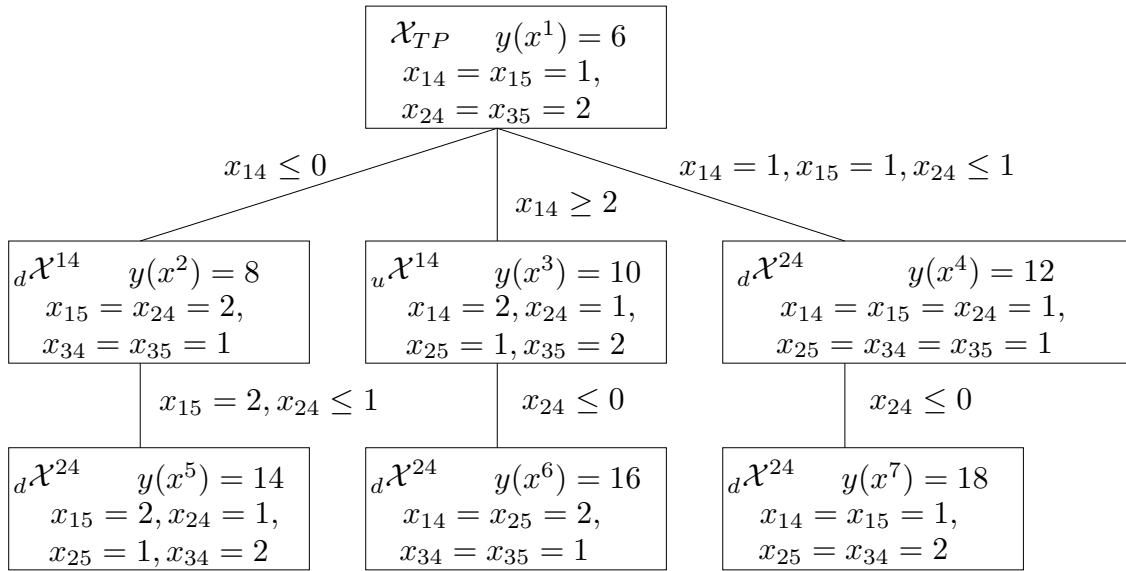 𝒳_{TP} y(x^1) = 6
x_{14} = x_{15} = 1,
x_{24} = x_{35} = 2
x_{14} ≤ 0
x_{14} ≥ 2
x_{14} = 1, x_{15} = 1, x_{24} ≤ 1
_d𝒳^{14} y(x^2) = 8
x_{15} = x_{24} = 2,
x_{34} = x_{35} = 1
_u𝒳^{14} y(x^3) = 10
x_{14} = 2, x_{24} = 1,
x_{25} = 1, x_{35} = 2
_d𝒳^{24} y(x^4) = 12
x_{14} = x_{15} = x_{24} = 1,
x_{25} = x_{34} = x_{35} = 1
x_{15} = 2, x_{24} ≤ 1
x_{24} ≤ 0
x_{24} ≤ 0
_d𝒳^{24} y(x^5) = 14
x_{15} = 2, x_{24} = 1,
x_{25} = 1, x_{34} = 2
_d𝒳^{24} y(x^6) = 16
x_{14} = x_{25} = 2,
x_{34} = x_{35} = 1
_d𝒳^{24} y(x^7) = 18
x_{14} = x_{15} = 1,
x_{25} = x_{34} = 2